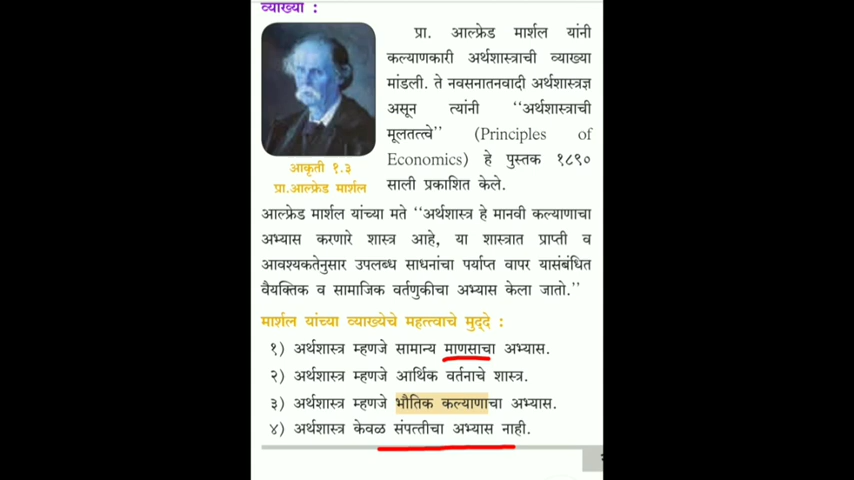 व्याख्या :
प्रा. आल्फ्रेड मार्शल यांनी
कल्याणकारी अर्थशास्त्राची व्याख्या
मांडली. ते नवसनातनवादी अर्थशास्त्रज्ञ
असून त्यांनी ‘‘अर्थशास्त्राची
मूलतत्त्वे’’ (Principles of
Economics) हे पुस्तक १८९०
साली प्रकाशित केले.
आकृती १.३
प्रा.आल्फ्रेड मार्शल
आल्फ्रेड मार्शल यांच्या मते ‘‘अर्थशास्त्र हे मानवी कल्याणाचा
अभ्यास करणारे शास्त्र आहे, या शास्त्रात प्राप्ती व
आवश्यकतेनुसार उपलब्ध साधनांचा पर्याप्त वापर यासंबंधित
वैयक्तिक व सामाजिक वर्तणुकीचा अभ्यास केला जातो.’’
मार्शल यांच्या व्याख्येचे महत्त्वाचे मुद्‌दे :
१) अर्थशास्त्र म्हणजे सामान्य माणसाचा अभ्यास.
२) अर्थशास्त्र म्हणजे आर्थिक वर्तनाचे शास्त्र.
३) अर्थशास्त्र म्हणजे भौतिक कल्याणाचा अभ्यास.
४) अर्थशास्त्र केवळ संपत्तीचा अभ्यास नाही.